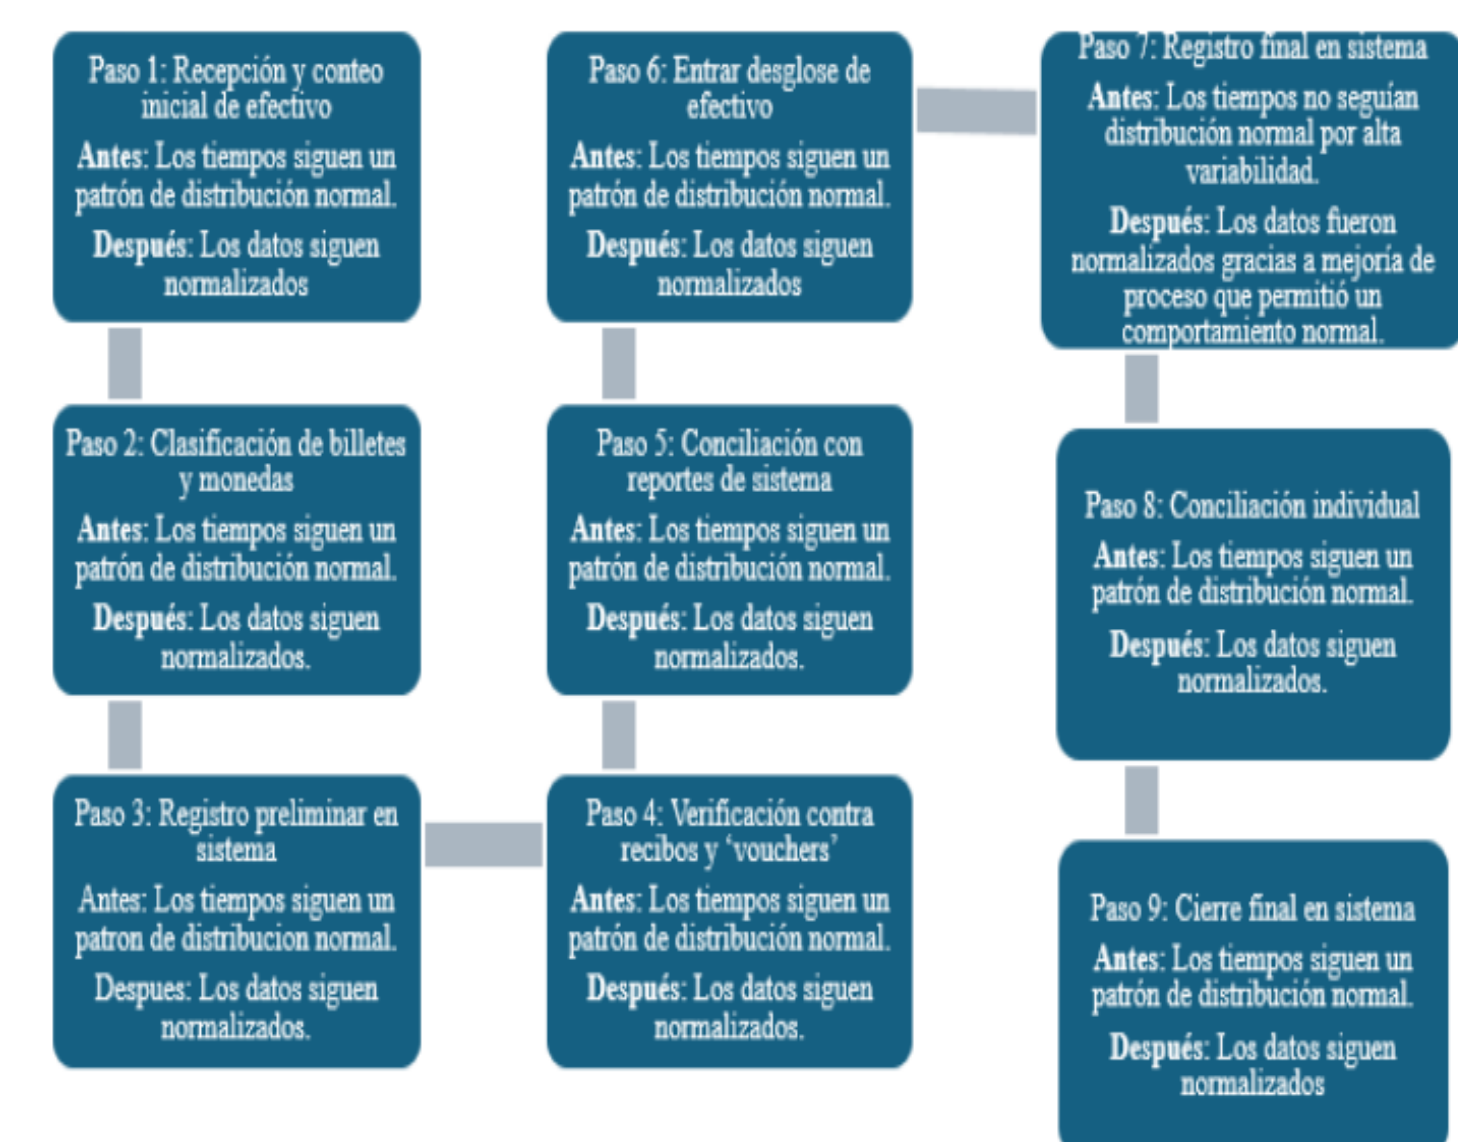 Paso 1: Recepción y conteo
inicial de efectivo
Antes: Los tiempos siguen un
patrón de distribución normal.
Después: Los datos siguen
normalizados
Paso 2: Clasificación de billetes
y monedas
Antes: Los tiempos siguen un
patrón de distribución normal.
Después: Los datos siguen
normalizados.
Paso 3: Registro preliminar en
sistema
Antes: Los tiempos siguen un
patron de distribucion normal.
Despues: Los datos siguen
normalizados.
Paso 4: Verificación contra
recibos y ‘vouchers’
Antes: Los tiempos siguen un
patrón de distribución normal.
Después: Los datos siguen
normalizados.
Paso 5: Conciliación con
reportes de sistema
Antes: Los tiempos siguen un
patrón de distribución normal.
Después: Los datos siguen
normalizados.
Paso 6: Entrar desglose de
efectivo
Antes: Los tiempos siguen un
patrón de distribución normal.
Después: Los datos siguen
normalizados
Paso 7: Registro final en sistema
Antes: Los tiempos no seguían
distribución normal por alta
variabilidad.
Después: Los datos fueron
normalizados gracias a mejoría de
proceso que permitió un
comportamiento normal.
Paso 8: Conciliación individual
Antes: Los tiempos siguen un
patrón de distribución normal.
Después: Los datos siguen
normalizados.
Paso 9: Cierre final en sistema
Antes: Los tiempos siguen un
patrón de distribución normal.
Después: Los datos siguen
normalizados